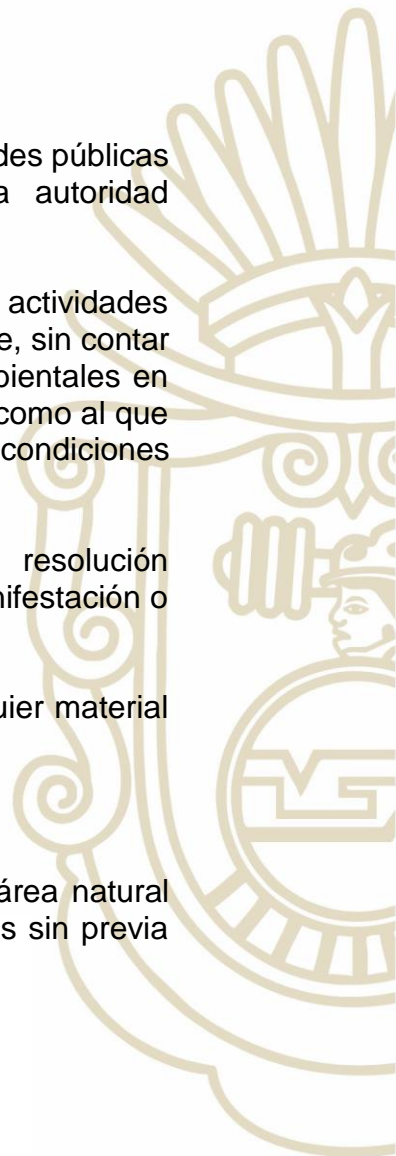 des públicas
a autoridad
actividades
e, sin contar
bientales en
como al que
condiciones
resolución
nifestación o
uier material
área natural
s sin previa